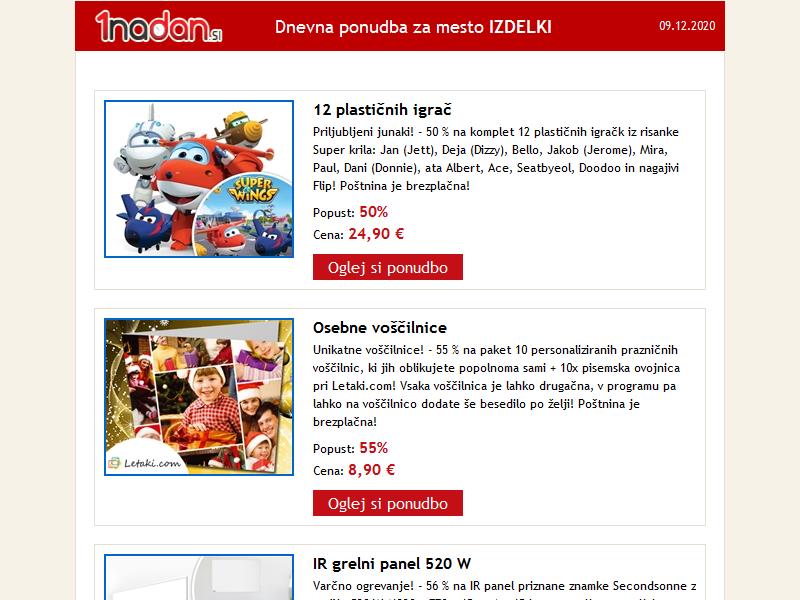 1nadan.si
Dnevna ponudba za mesto IZDELKI
09.12.2020
12 plastičnih igrač
Priljubljeni junaki! - 50 % na komplet 12 plastičnih igračk iz risanke
Super krila: Jan (Jett), Deja (Dizzy), Bello, Jakob (Jerome), Mira,
Paul, Dani (Donnie), ata Albert, Ace, Seatbyeol, Doodoo in nagajivi
Flip! Poštnina je brezplačna!
SUPER
WINGS
Popust: 50%
Cena: 24,90 €
Oglej si ponudbo
Osebne voščilnice
Unikatne voščilnice! - 55 % na paket 10 personaliziranih prazničnih
voščilnic, ki jih oblikujete popolnoma sami + 10x pisemska ovojnica
pri Letaki.com! Vsaka voščilnica je lahko drugačna, v programu pa
lahko na voščilnico dodate še besedilo po želji! Poštnina je
brezplačna!
Letaki.com
Popust: 55%
Cena: 8,90 €
Oglej si ponudbo
IR grelni panel 520 W
Varčno ogrevanje! - 56 % na IR panel priznane znamke Secondsonne z